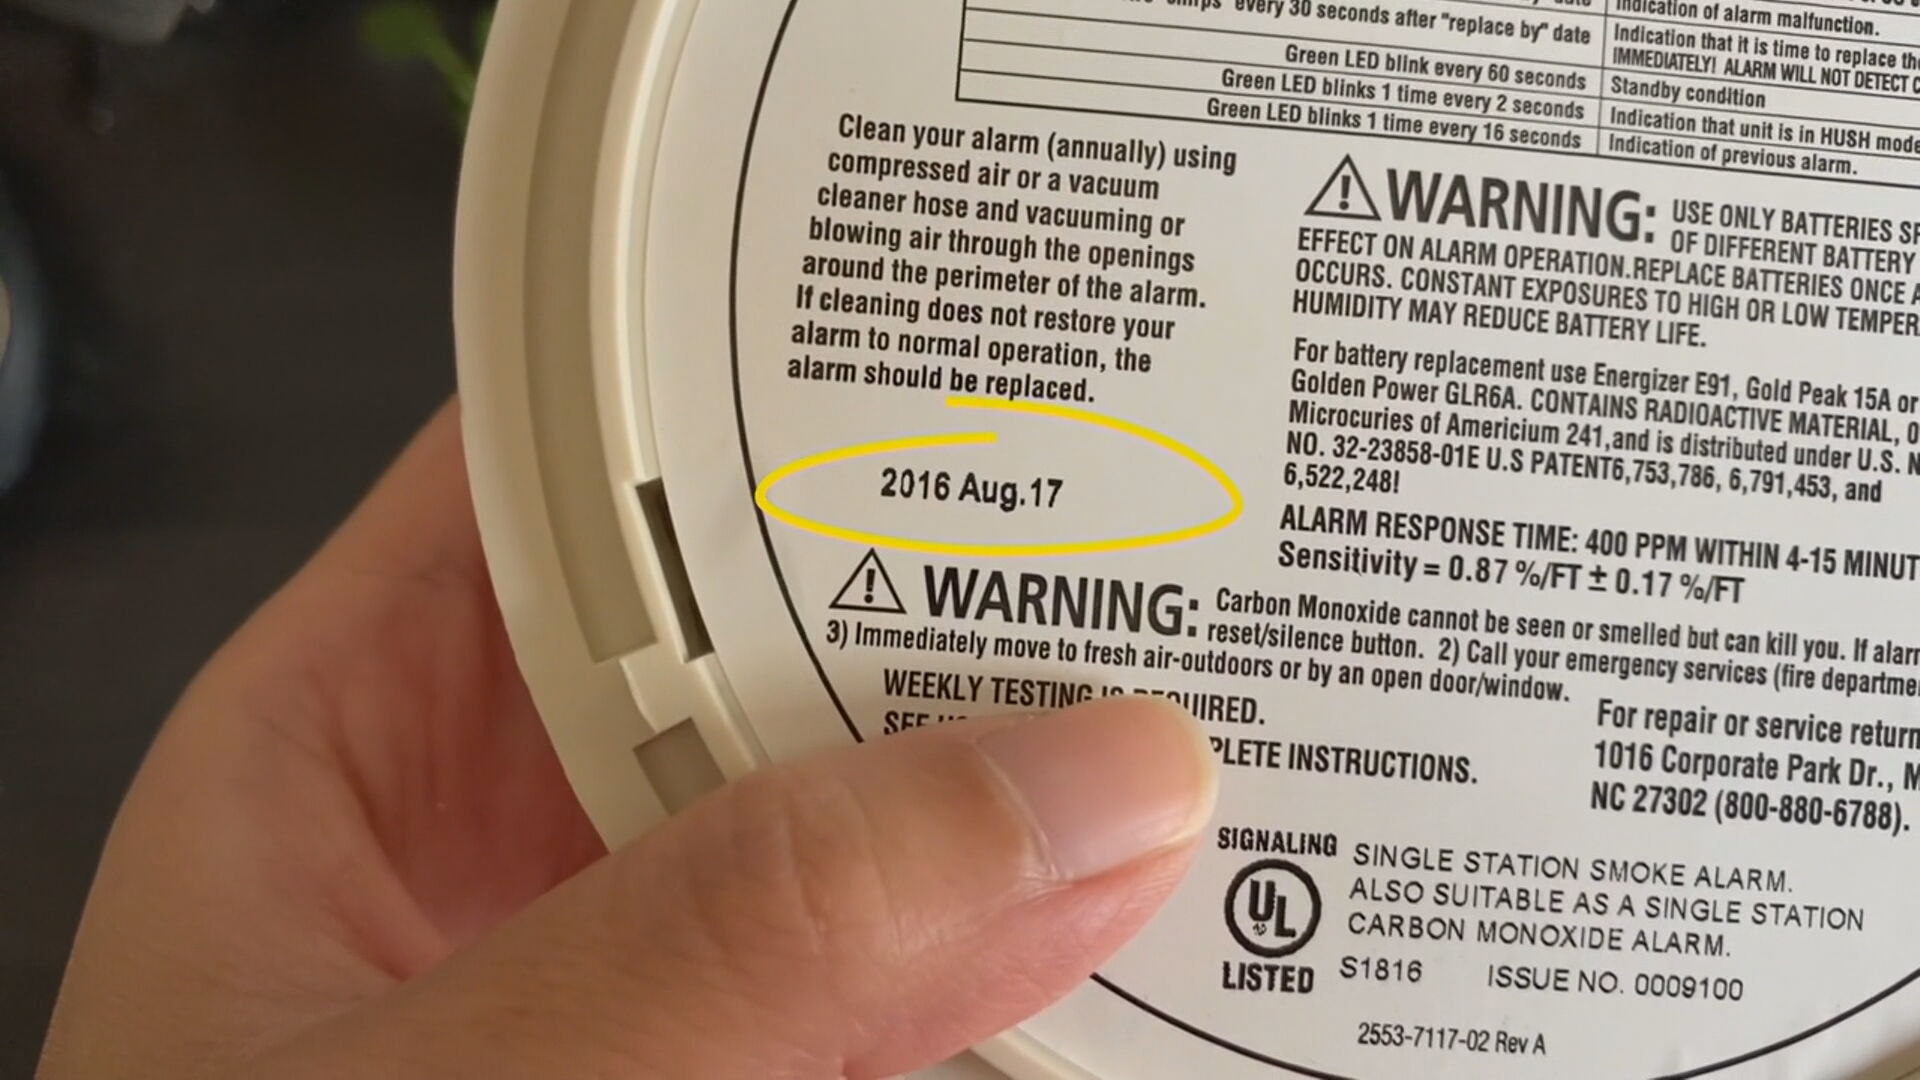 every 30 seconds after "replace by" date
Green LED blink every 60 seconds
Green LED blinks 1 time every 2 seconds
Green LED blinks 1 time every 16 seconds
Indication of alarm malfunction.
Indication that it is time to replace the
IMMEDIATELY! ALARM WILL NOT DETECT
Standby condition
Indication that unit is in HUSH mode
Indication of previous alarm.
Clean your alarm (annually) using
compressed air or a vacuum
cleaner hose and vacuuming or
blowing air through the openings
around the perimeter of the alarm.
If cleaning does not restore your
alarm to normal operation, the
alarm should be replaced.
2016 Aug.17
WARNING: USE ONLY BATTERIES
OF DIFFERENT BATTERY
EFFECT ON ALARM OPERATION.REPLACE BATTERIES ONCE
OCCURS. CONSTANT EXPOSURES TO HIGH OR LOW
HUMIDITY MAY REDUCE BATTERY LIFE.
For battery replacement use Energizer E91, Gold Peak 15A or
Golden Power GLR6A. CONTAINS RADIOACTIVE MATERIAL,
Microcuries of Americium 241,and is distributed under U.S.
NO. 32-23858-01E U.S PATENT6,753,786, 6,791,453, and
6,522,248!
ALARM RESPONSE TIME: 400 PPM WITHIN 4-15
Sensitivity = 0.87 %/FT ± 0.17 %/FT
WARNING: Carbon Monoxide cannot be seen or smelled but can kill you. If
reset/silence button. 2) Call your emergency services (fire
3) Immediately move to fresh air-outdoors or by an open door/window.
WEEKLY TESTING
INSTRUCTIONS.
For repair or service return
1016 Corporate Park Dr.,
NC 27302 (800-880-6788).
SIGNALING
UL
LISTED
SINGLE STATION SMOKE ALARM.
ALSO SUITABLE AS A SINGLE STATION
CARBON MONOXIDE ALARM.
S1816 ISSUE NO. 0009100
2553-7117-02 Rev A